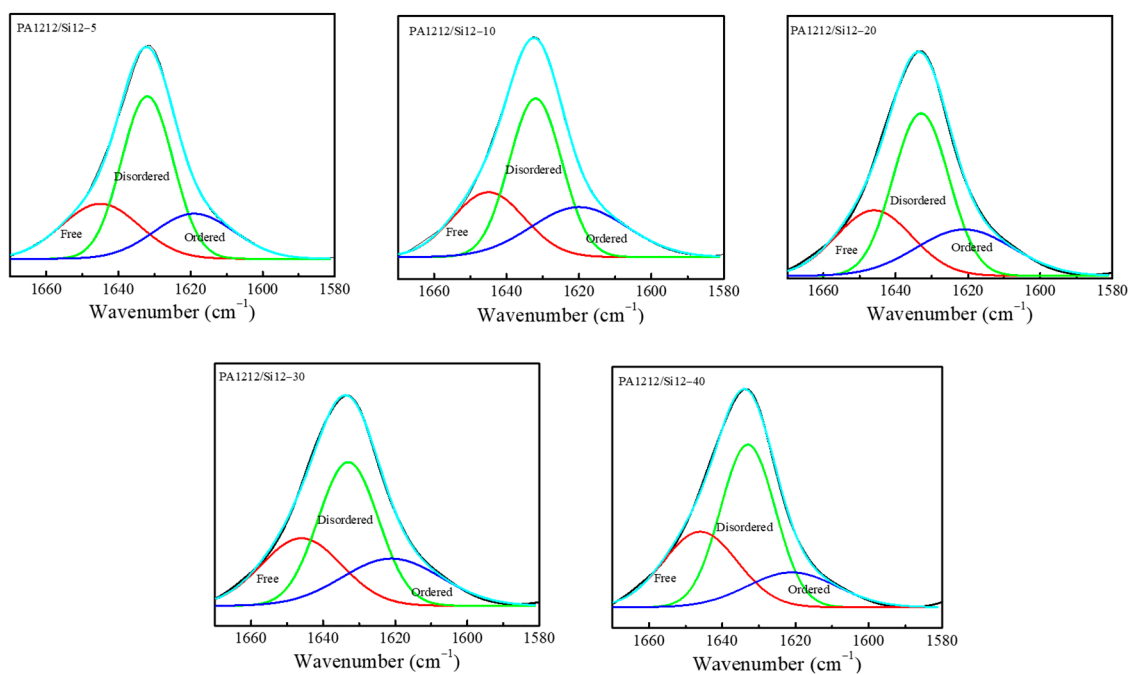 PA1212/Si12–5
Disordered
Free
Ordered
1660 1640 1620 1600 1580
Wavenumber (cm⁻¹)
PA1212/Si12–10
Disordered
Free
Ordered
1660 1640 1620 1600 1580
Wavenumber (cm⁻¹)
PA1212/Si12–20
Disordered
Free
Ordered
1660 1640 1620 1600 1580
Wavenumber (cm⁻¹)
PA1212/Si12–30
Disordered
Free
Ordered
1660 1640 1620 1600 1580
Wavenumber (cm⁻¹)
PA1212/Si12–40
Disordered
Free
Ordered
1660 1640 1620 1600 1580
Wavenumber (cm⁻¹)